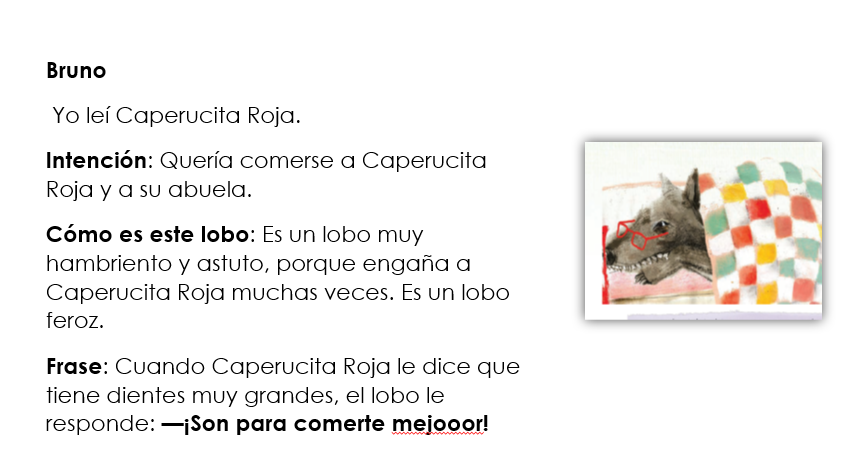 Bruno
Yo leí Caperucita Roja.
Intención: Quería comerse a Caperucita
Roja y a su abuela.
Cómo es este lobo: Es un lobo muy
hambriento y astuto, porque engaña a
Caperucita Roja muchas veces. Es un lobo
feroz.
Frase: Cuando Caperucita Roja le dice que
tiene dientes muy grandes, el lobo le
responde: —¡Son para comerte mejooor!